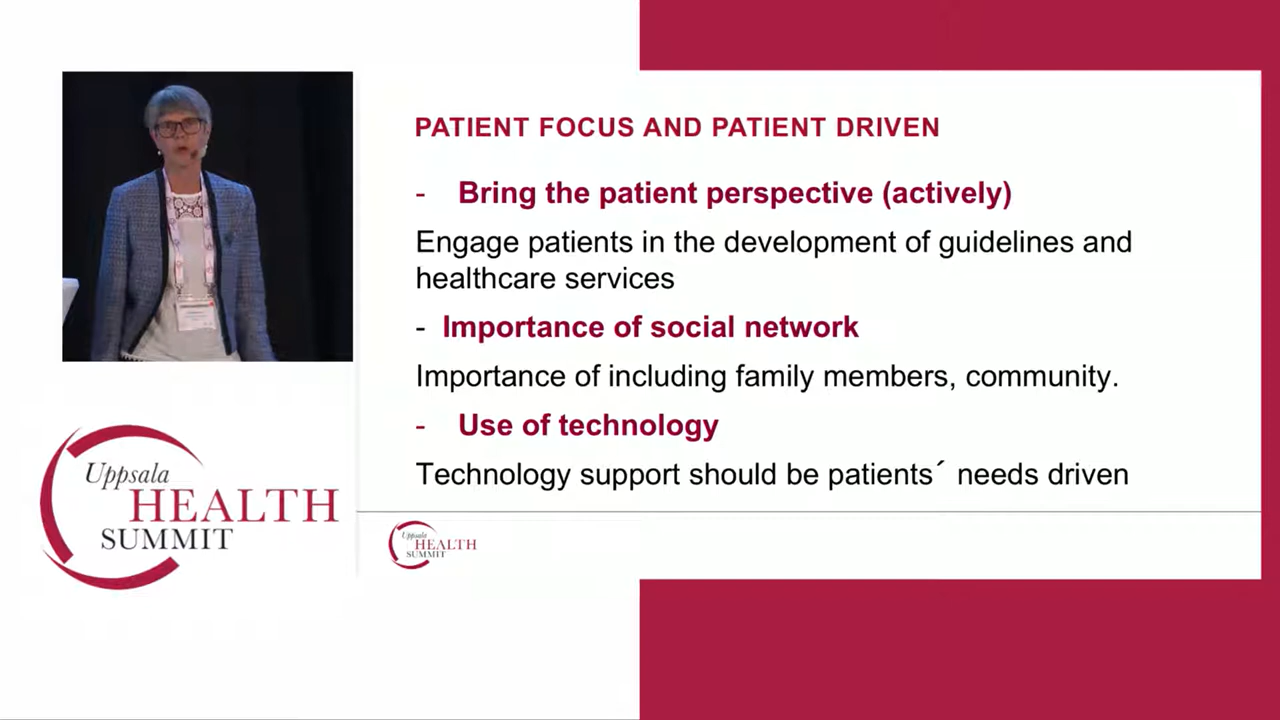 PATIENT FOCUS AND PATIENT DRIVEN
- Bring the patient perspective (actively)
Engage patients in the development of guidelines and
healthcare services
- Importance of social network
Importance of including family members, community.
- Use of technology
Technology support should be patients´ needs driven
Uppsala
HEALTH
SUMMIT
Uppsala
HEALTH
SUMMIT